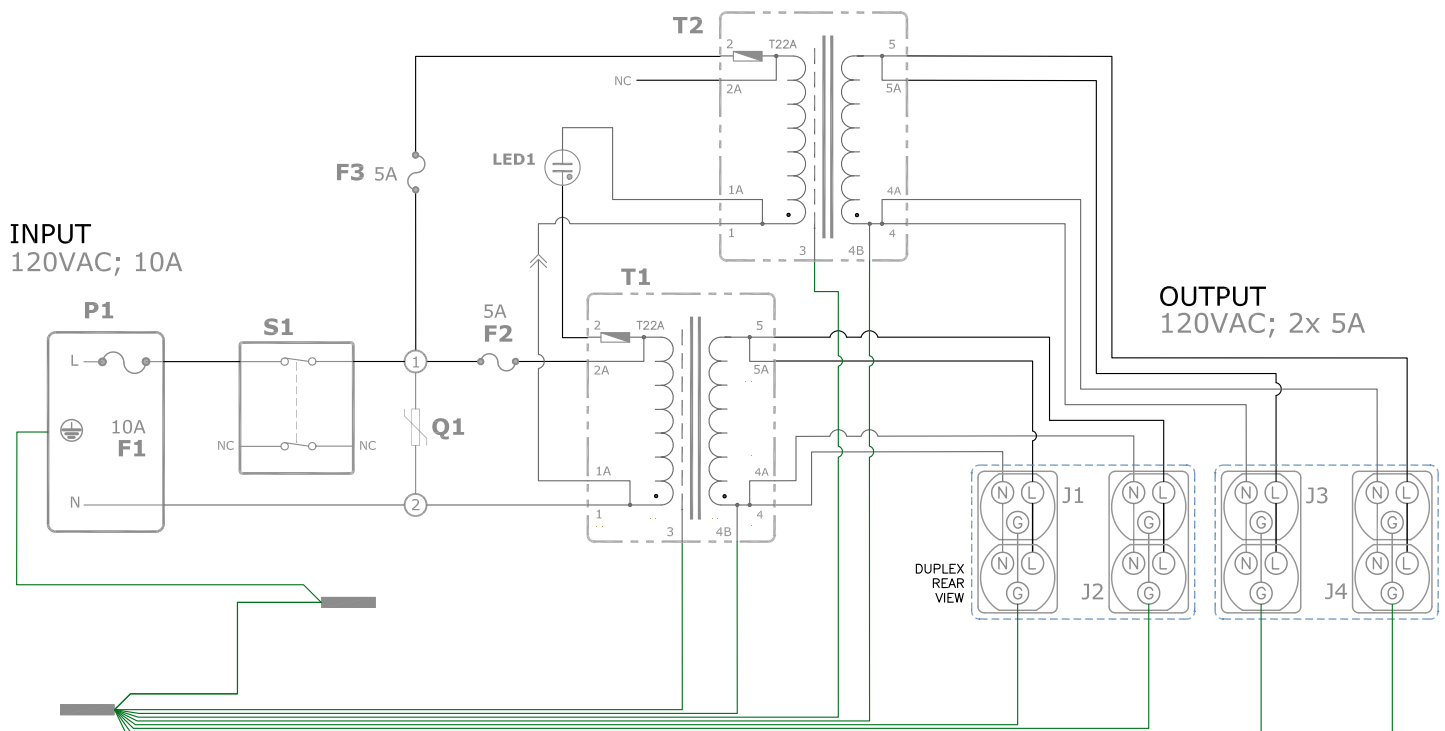 T2
2
T22A
5
NC
2A
5A
LED1
F3 5A
1A
4A
INPUT
120VAC; 10A
1
4
3
4B
T1
OUTPUT
120VAC; 2x 5A
P1
S1
5A
F2
2
T22A
5
L
1
2A
5A
10A
F1
NC
NC
Q1
1A
4A
N
2
1
4
3
4B
N L J1
G
N L
G
N L
G
J2 N L
G
N L J3
G
N L
G
N L
G
J4 N L
G
DUPLEX
REAR
VIEW